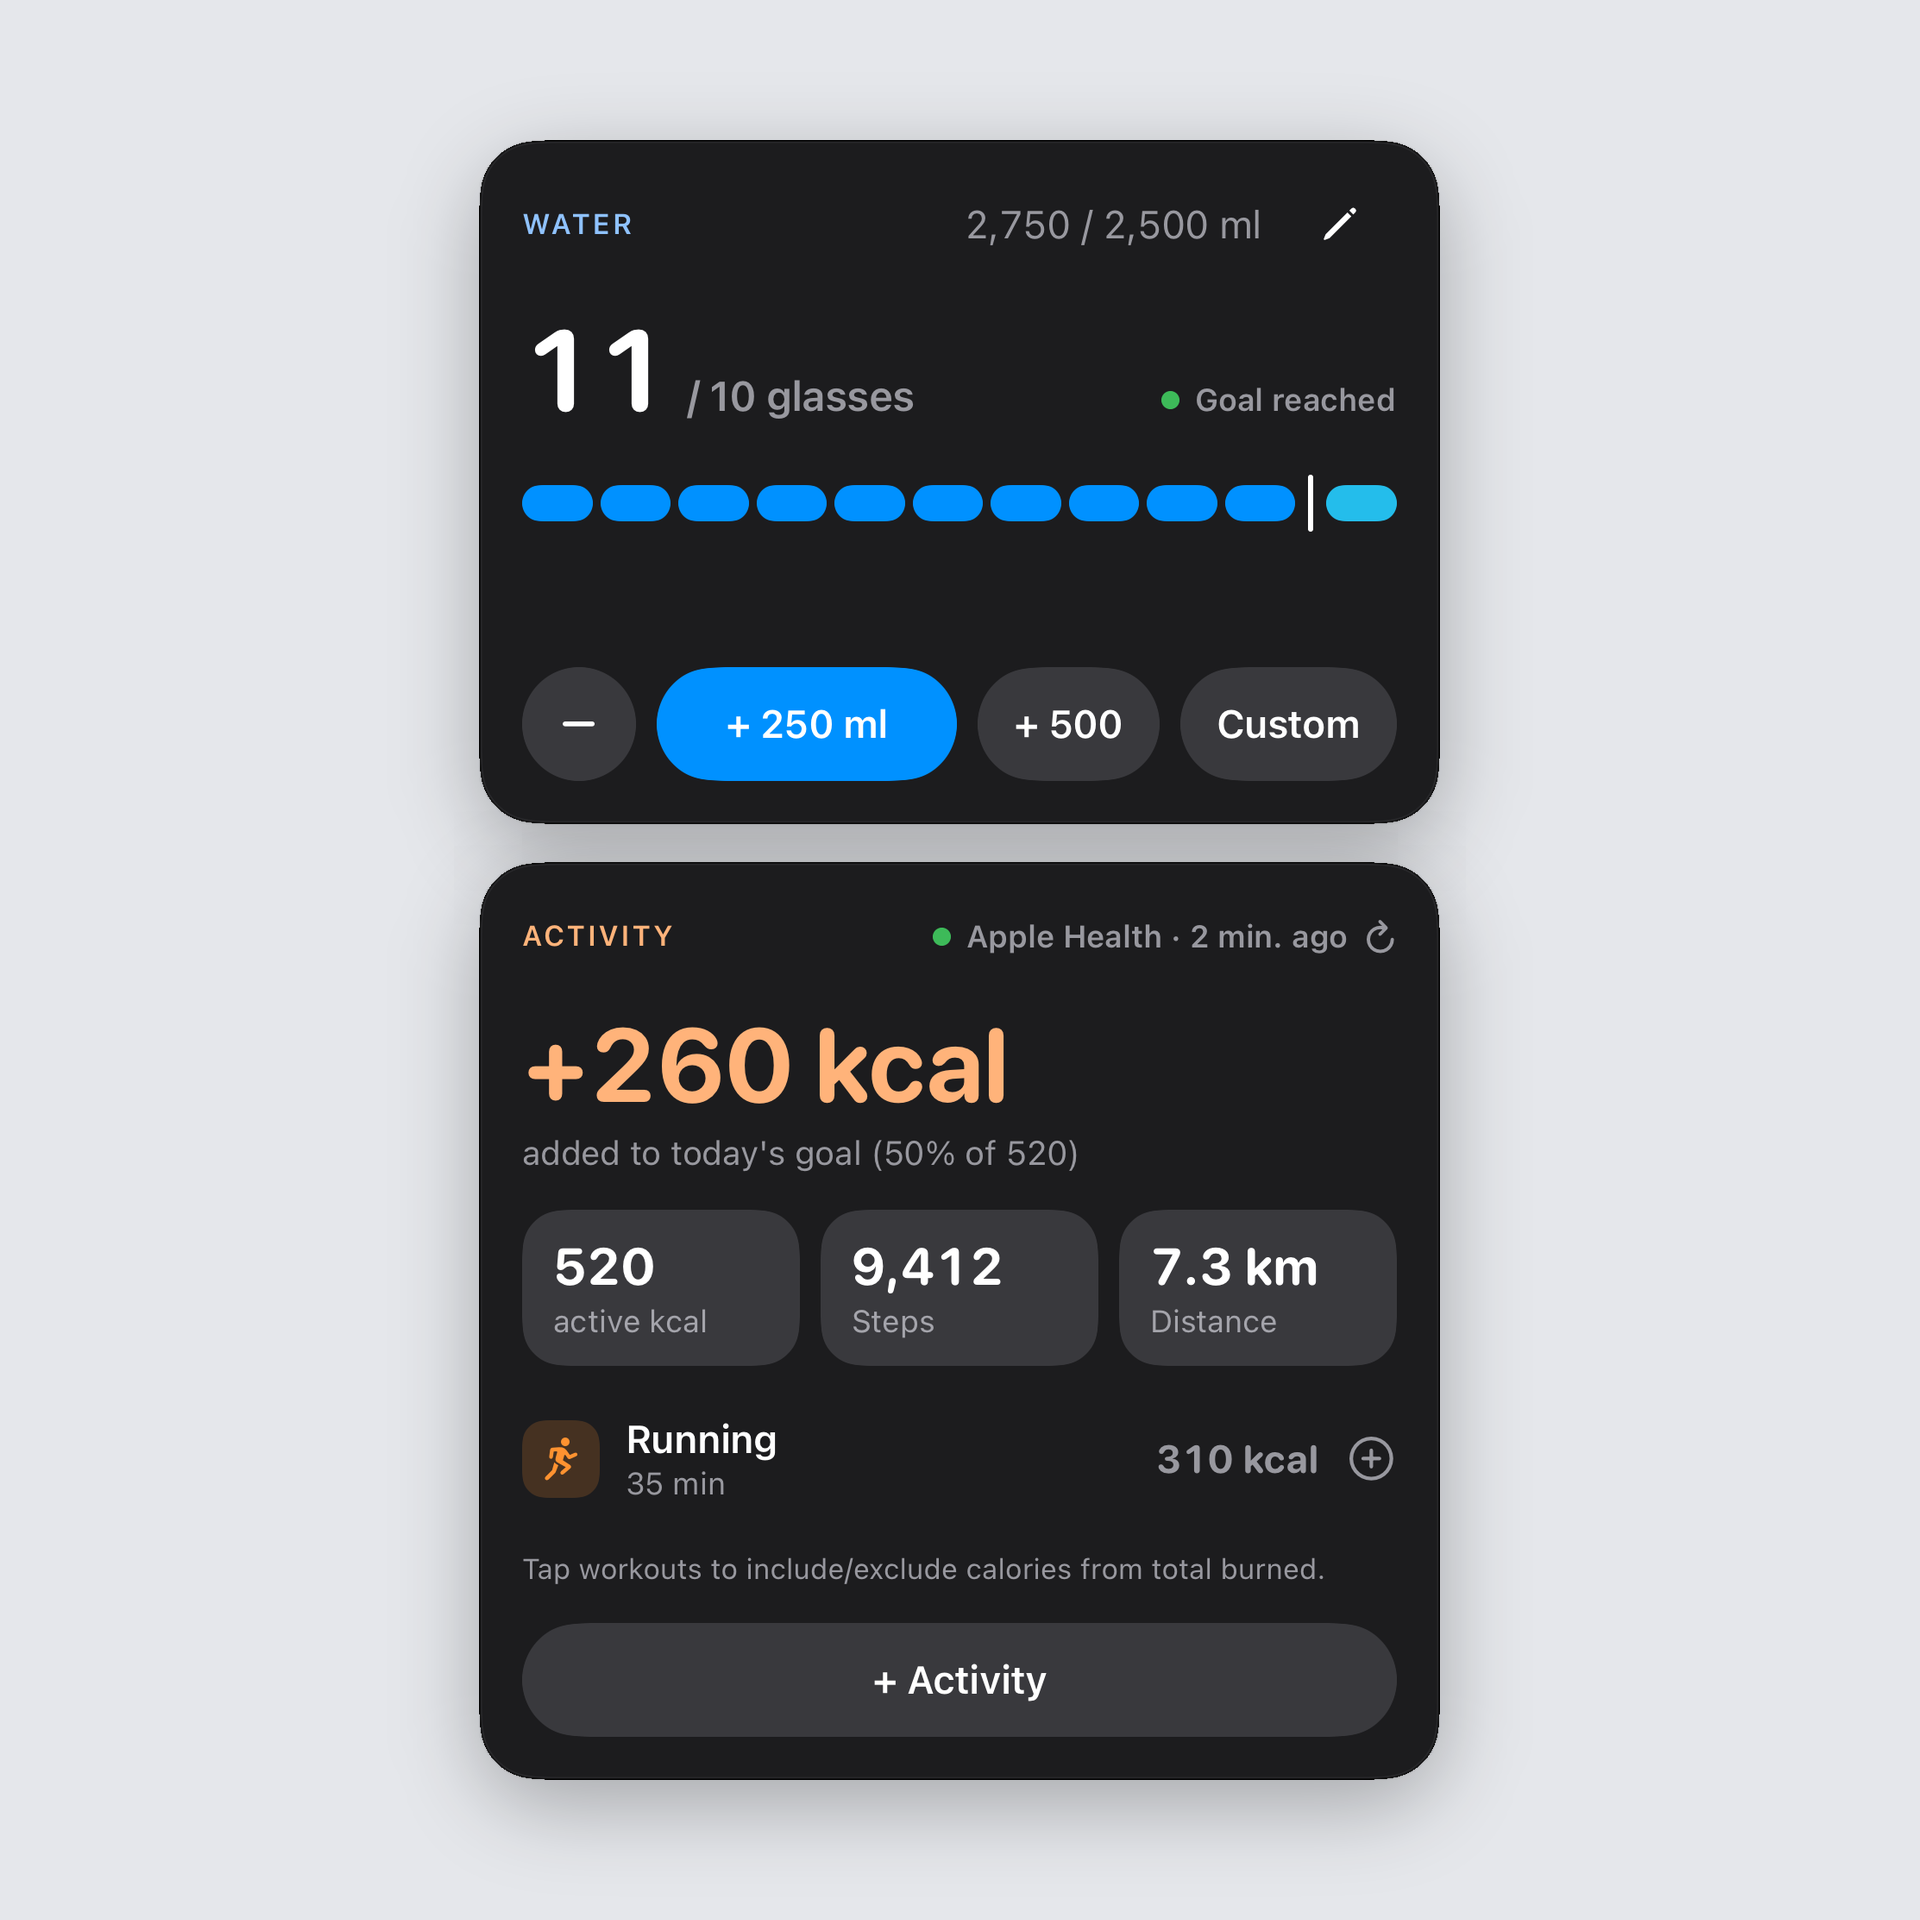 WATER 2,750 / 2,500 ml
11 / 10 glasses Goal reached
+ 250 ml + 500 Custom
ACTIVITY Apple Health · 2 min. ago
+260 kcal
added to today's goal (50% of 520)
520 9,412 7.3 km
active kcal Steps Distance
Running 310 kcal
35 min
Tap workouts to include/exclude calories from total burned.
+ Activity